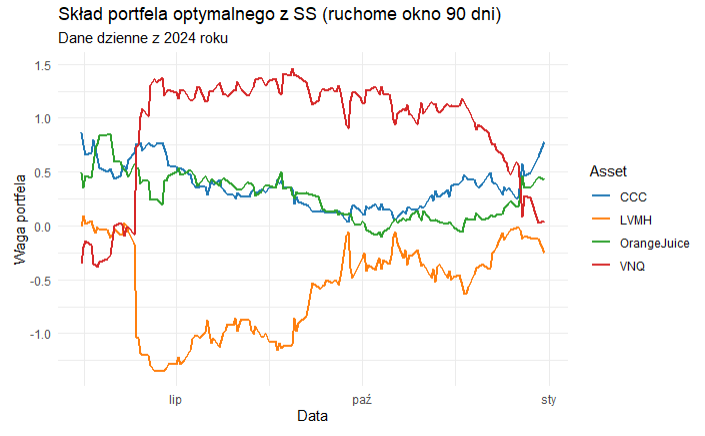 Skład portfela optymalnego z SS (ruchome okno 90 dni)
Dane dzienne z 2024 roku
Waga portfela
1.5
1.0
0.5
0.0
-0.5
-1.0
lip
paź
sty
Data
Asset
CCC
LVMH
OrangeJuice
VNQ